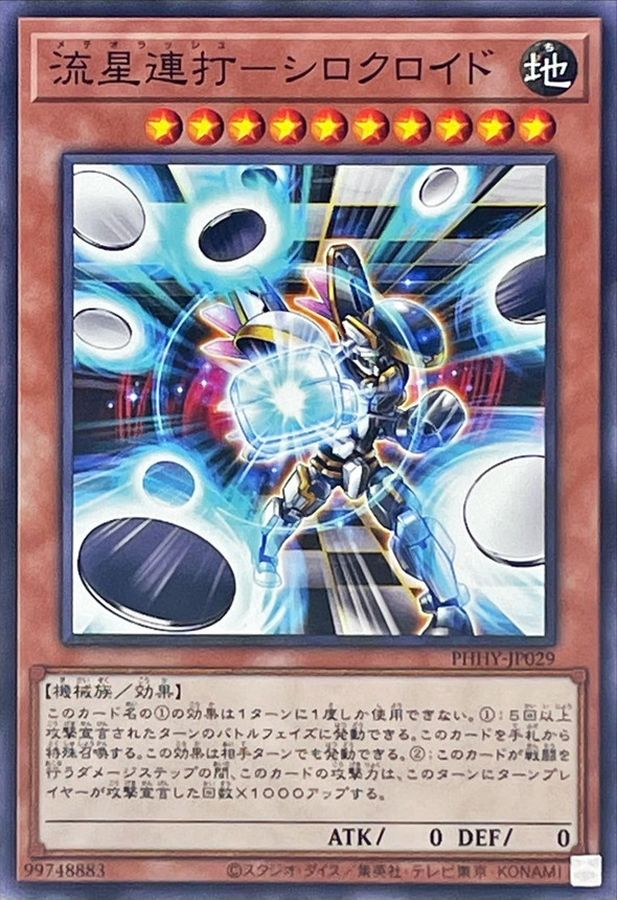 メテオラッシュ
流星連打－シロクロイド
ち
地
PHHY-JP029
【機械族／効果】
このカード名の①の効果は１ターンに１度しか使用できない。①：５回以上
攻撃宣言されたターンのバトルフェイズに発動できる。このカードを手札から
特殊召喚する。この効果は相手ターンでも発動できる。②：このカードが戦闘を
行うダメージステップの間、このカードの攻撃力は、このターンにターンプレ
イヤーが攻撃宣言した回数×１０００アップする。
ATK/ 0 DEF/ 0
99748883 ©スタジオ・ダイス／集英社・テレビ東京・KONAMI